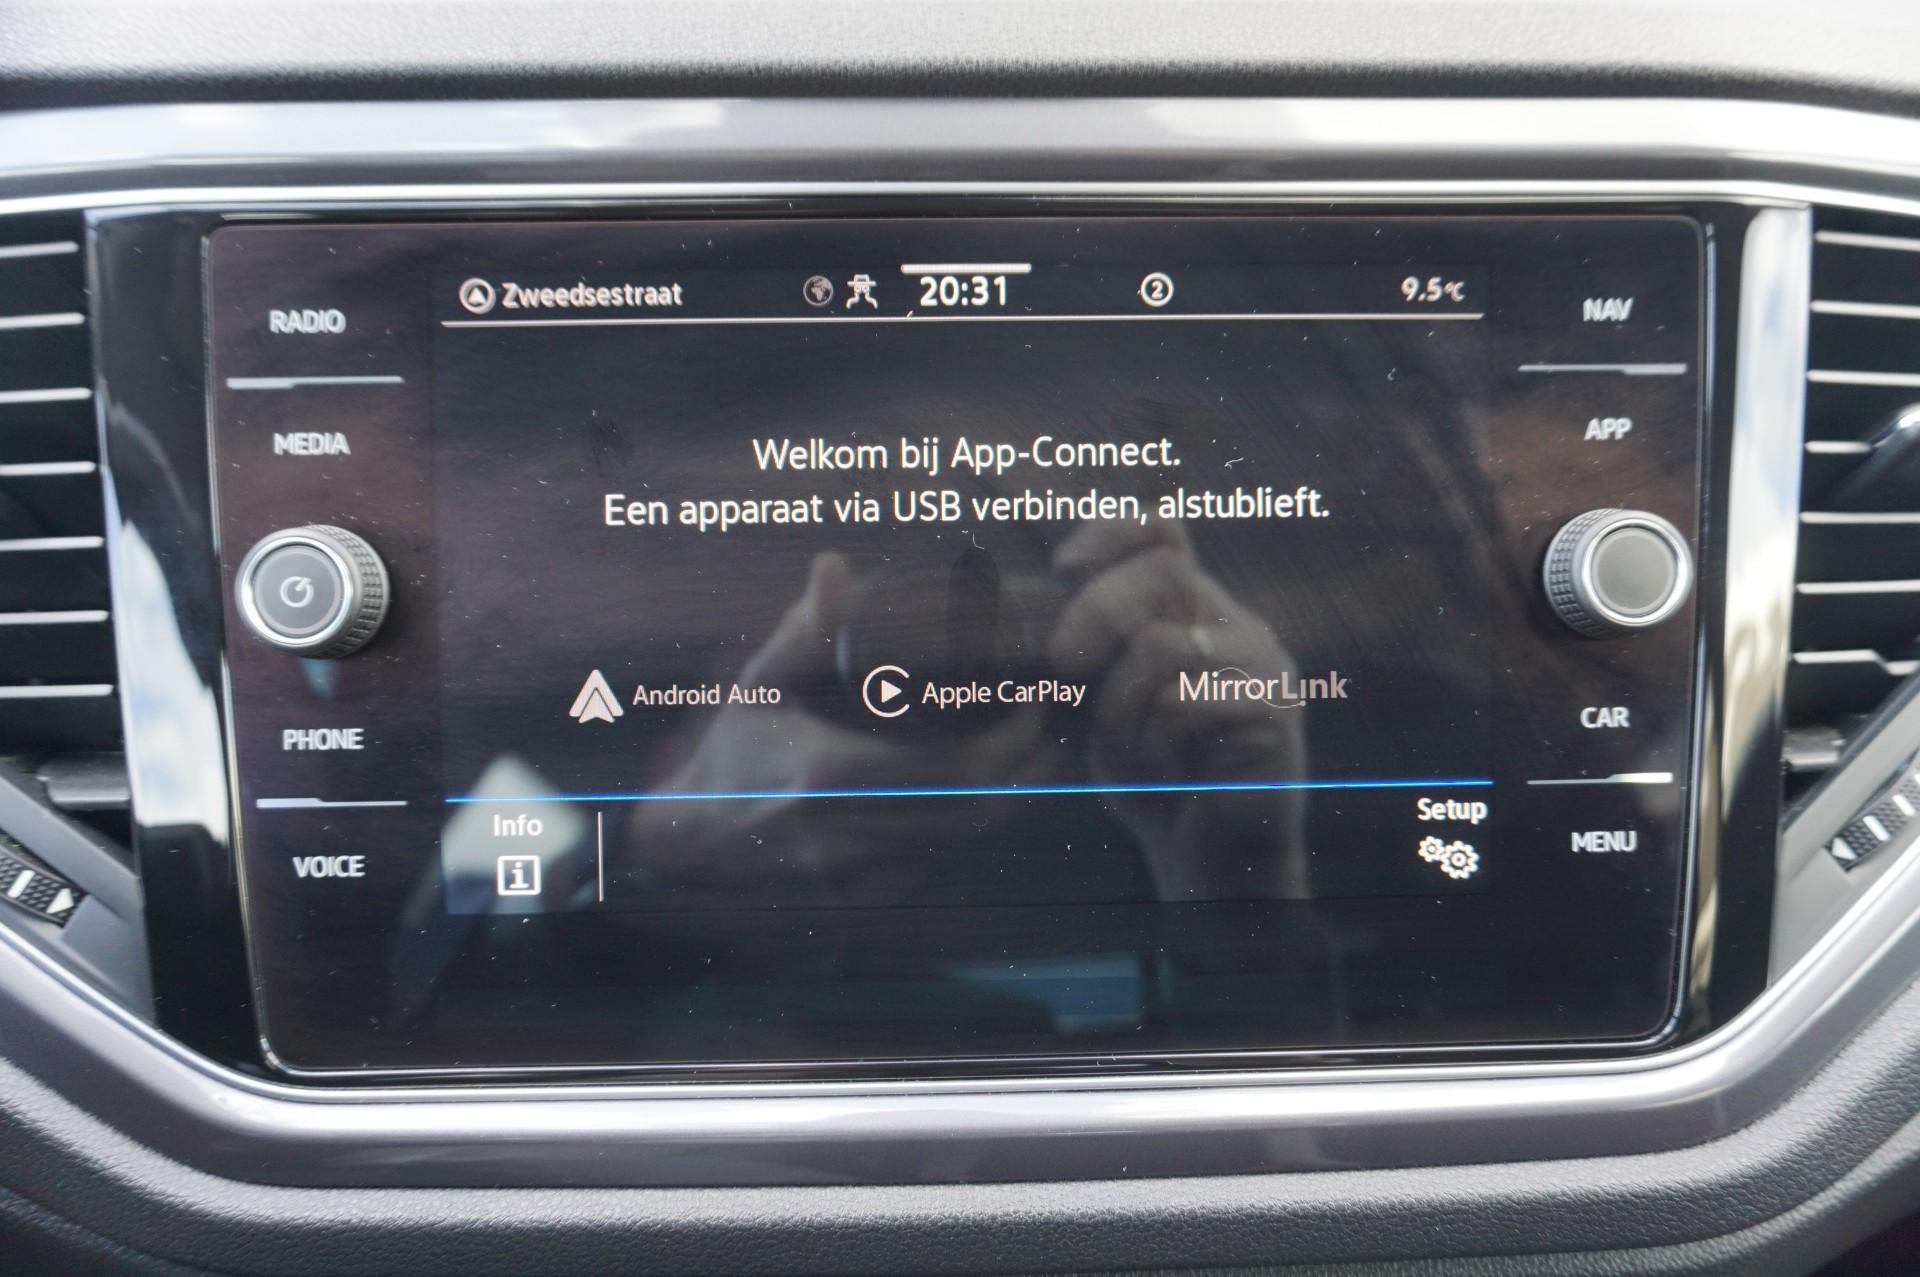 Zweedsestraat 20:31 2 9.5°C
RADIO
NAV
MEDIA
APP
Welkom bij App-Connect.
Een apparaat via USB verbinden, alstublieft.
Android Auto Apple CarPlay MirrorLink
PHONE
CAR
Info
Setup
VOICE
MENU